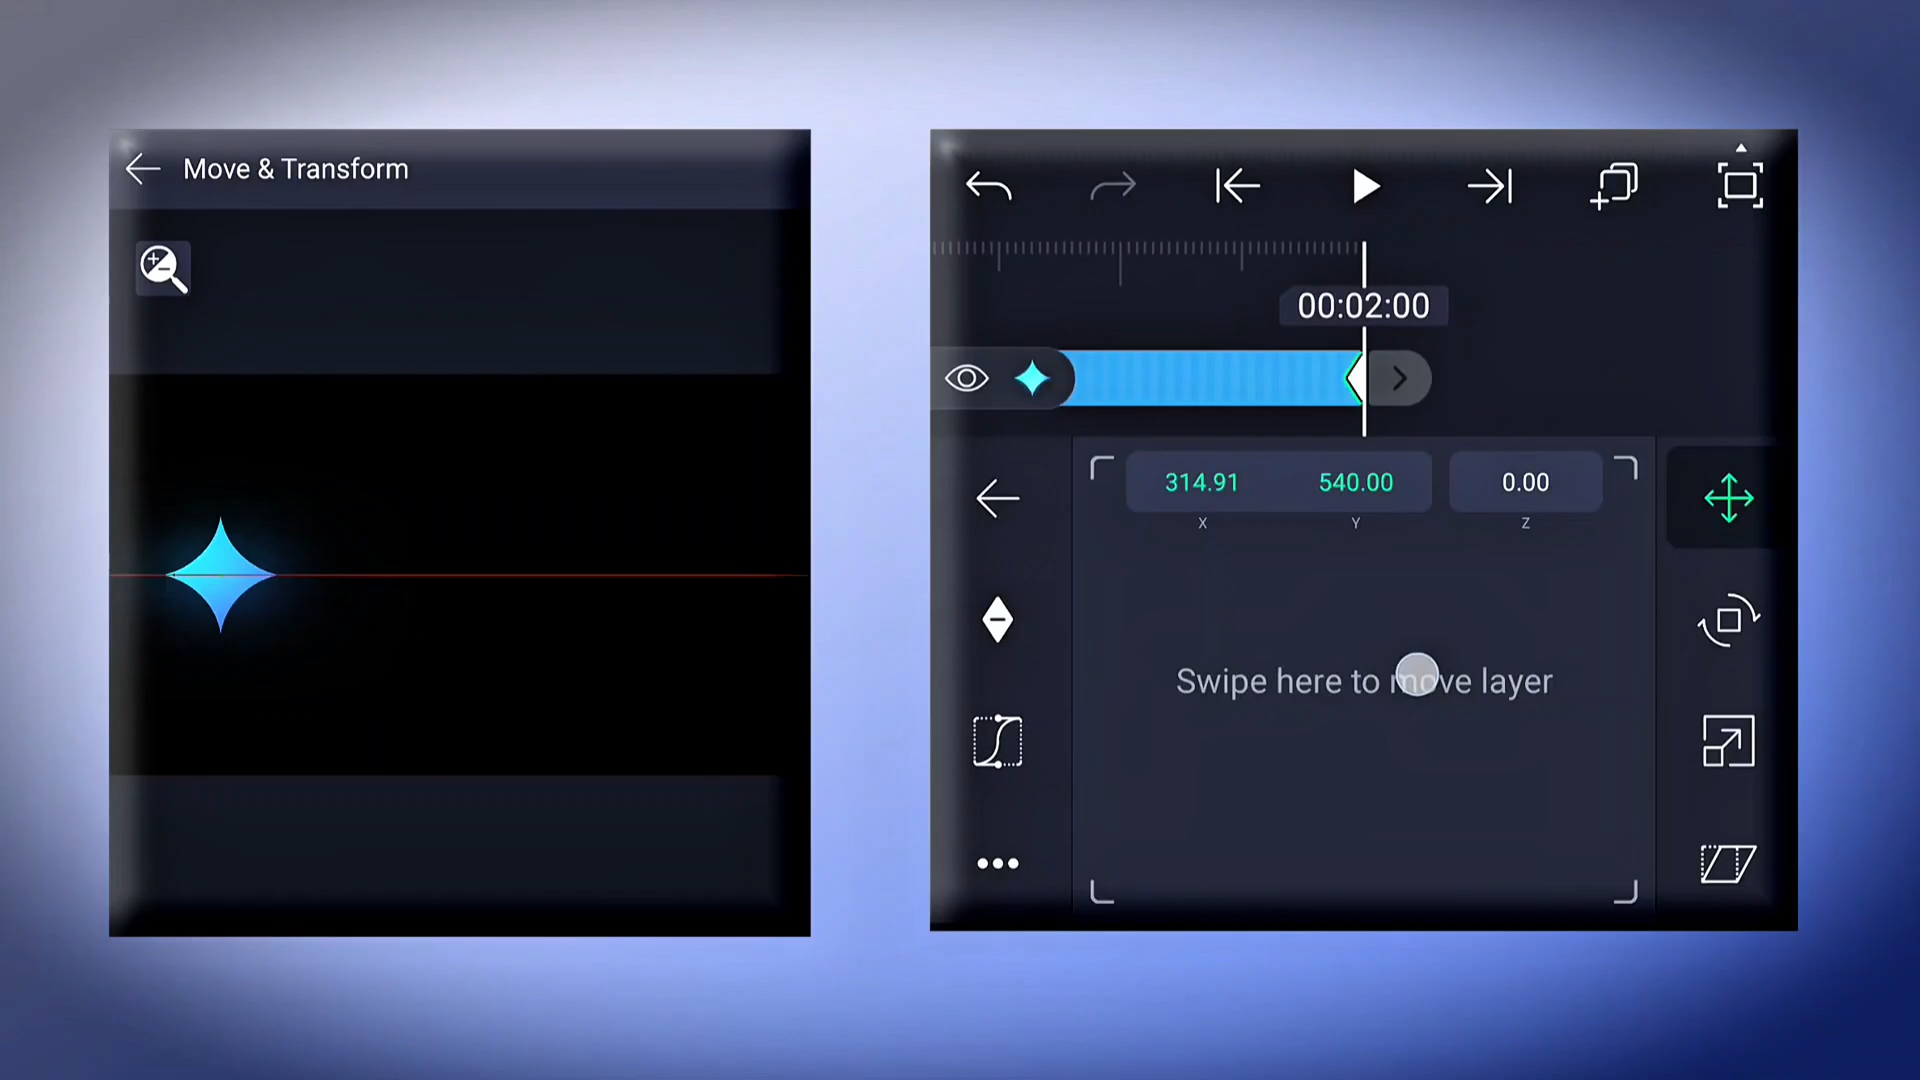 Move & Transform
00:02:00
314.91 540.00 0.00
X Y Z
Swipe here to move layer